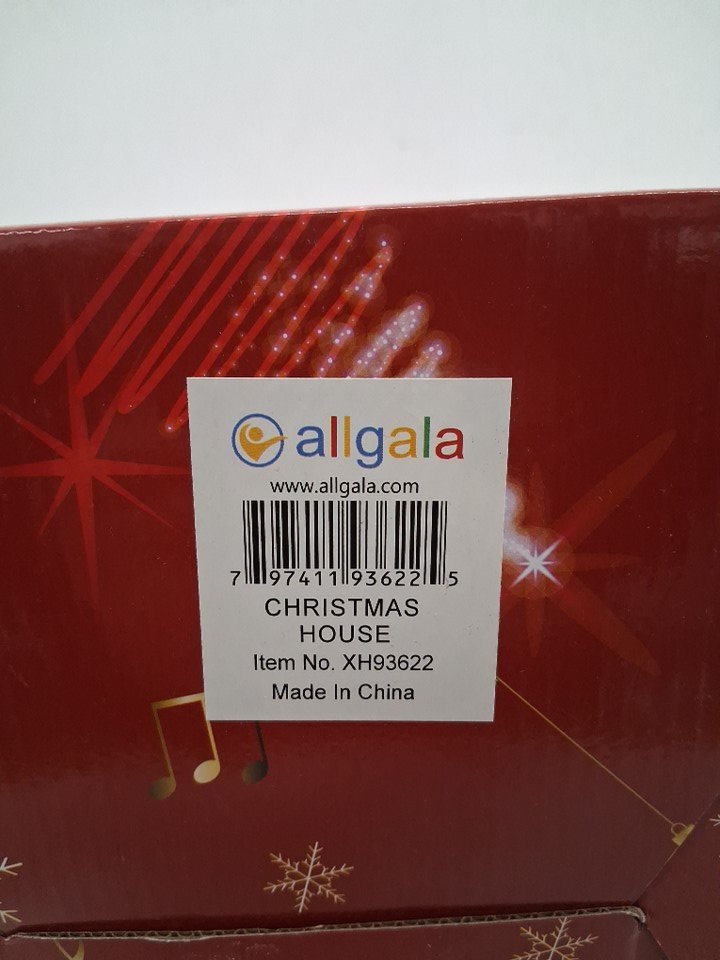 allgala
www.allgala.com
7 97411 93622 5
CHRISTMAS
HOUSE
Item No. XH93622
Made In China